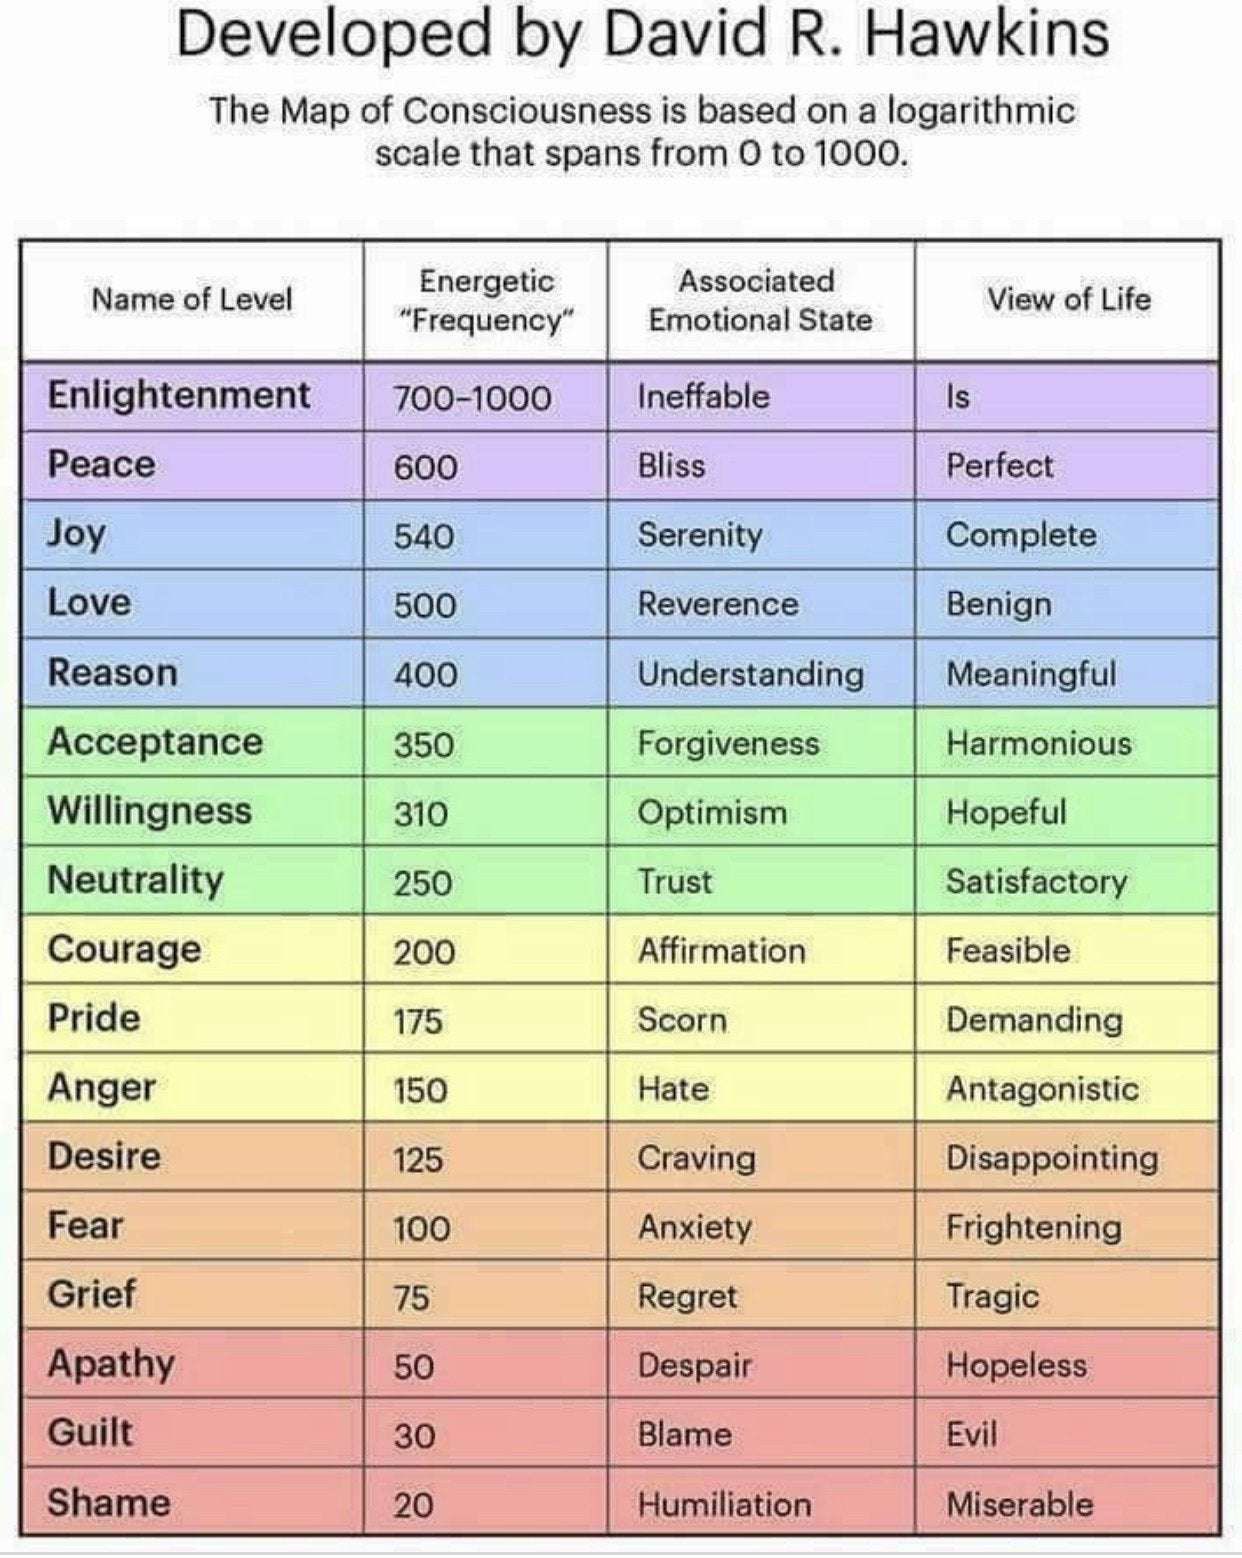 Developed by David R. Hawkins
The Map of Consciousness is based on a logarithmic
scale that spans from 0 to 1000.
Name of Level Energetic "Frequency" Associated Emotional State View of Life
Enlightenment 700–1000 Ineffable Is
Peace 600 Bliss Perfect
Joy 540 Serenity Complete
Love 500 Reverence Benign
Reason 400 Understanding Meaningful
Acceptance 350 Forgiveness Harmonious
Willingness 310 Optimism Hopeful
Neutrality 250 Trust Satisfactory
Courage 200 Affirmation Feasible
Pride 175 Scorn Demanding
Anger 150 Hate Antagonistic
Desire 125 Craving Disappointing
Fear 100 Anxiety Frightening
Grief 75 Regret Tragic
Apathy 50 Despair Hopeless
Guilt 30 Blame Evil
Shame 20 Humiliation Miserable